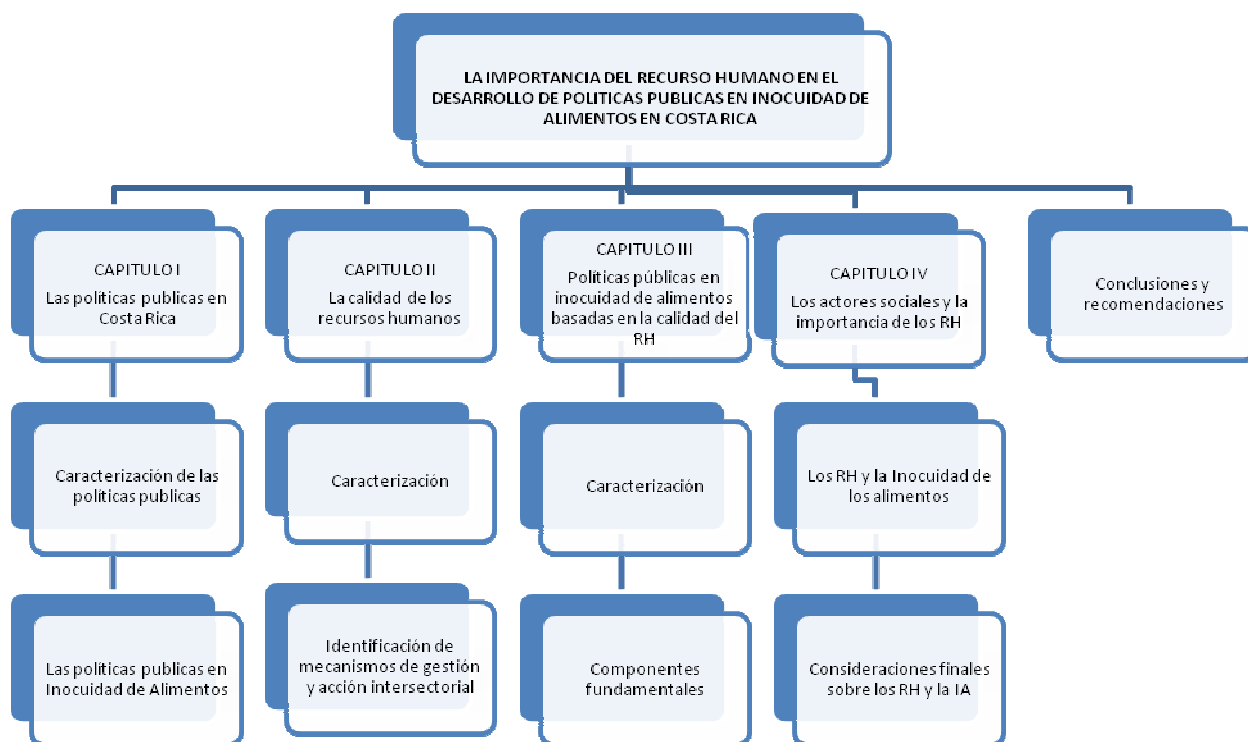 LA IMPORTANCIA DEL RECURSO HUMANO EN EL
DESARROLLO DE POLITICAS PUBLICAS EN INOCUIDAD DE
ALIMENTOS EN COSTA RICA
CAPITULO I
Las políticas publicas en
Costa Rica
CAPITULO II
La calidad de los
recursos humanos
CAPITULO III
Políticas públicas en
inocuidad de alimentos
basadas en la calidad del
RH
CAPITULO IV
Los actores sociales y la
importancia de los RH
Conclusiones y
recomendaciones
Caracterización de las
políticas publicas
Caracterización
Caracterización
Los RH y la Inocuidad de
los alimentos
Las políticas publicas en
Inocuidad de Alimentos
Identificación de
mecanismos de gestión
y acción intersectorial
Componentes
fundamentales
Consideraciones finales
sobre los RH y la IA